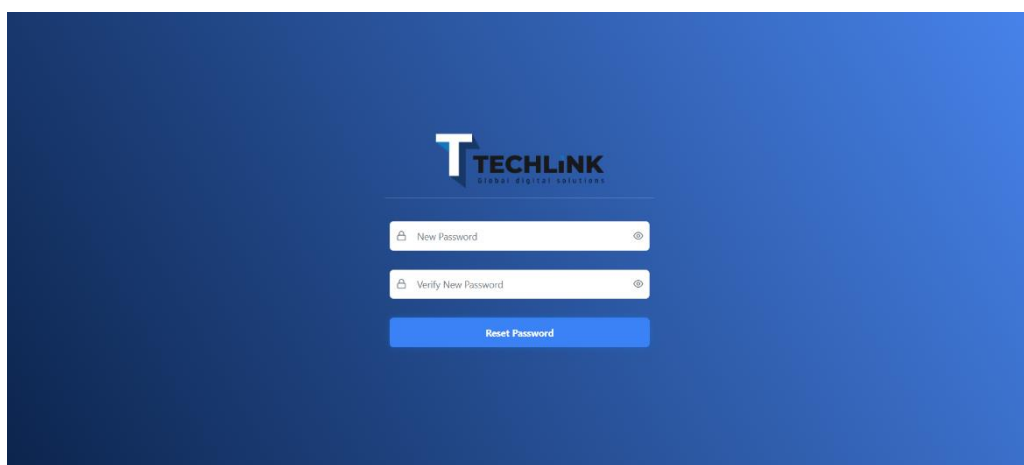 TECHLiNK
Global digital solutions
New Password
Verify New Password
Reset Password